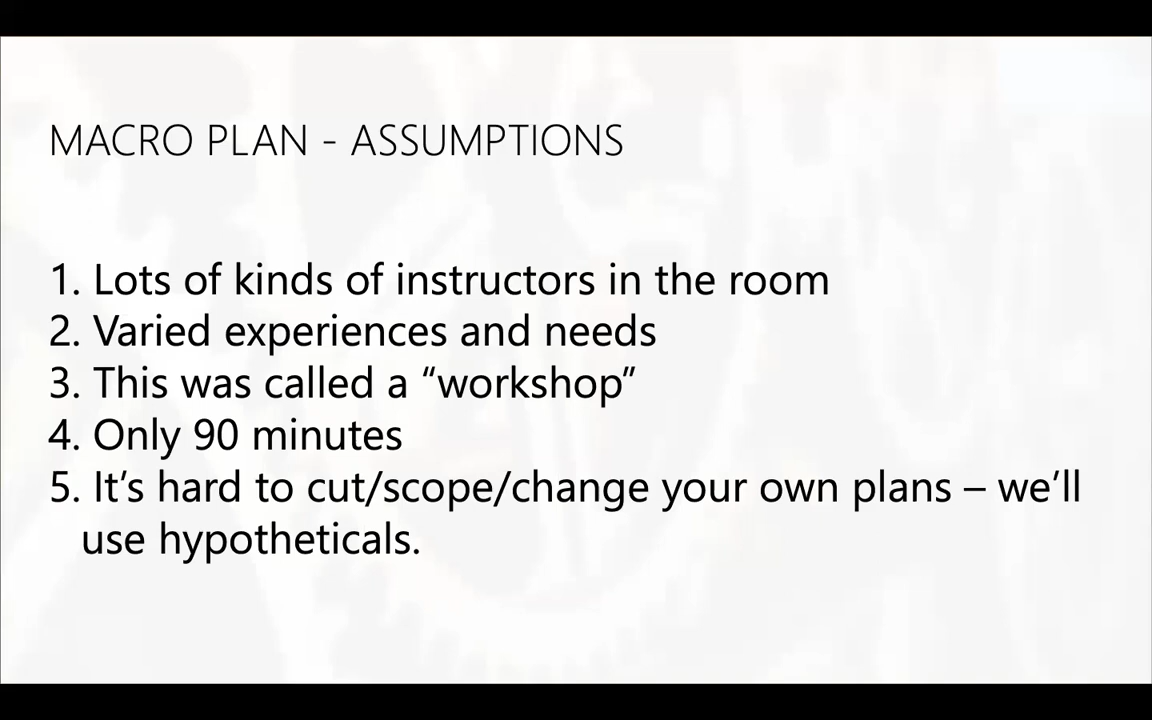 MACRO PLAN - ASSUMPTIONS
1. Lots of kinds of instructors in the room
2. Varied experiences and needs
3. This was called a “workshop”
4. Only 90 minutes
5. It’s hard to cut/scope/change your own plans – we’ll
use hypotheticals.